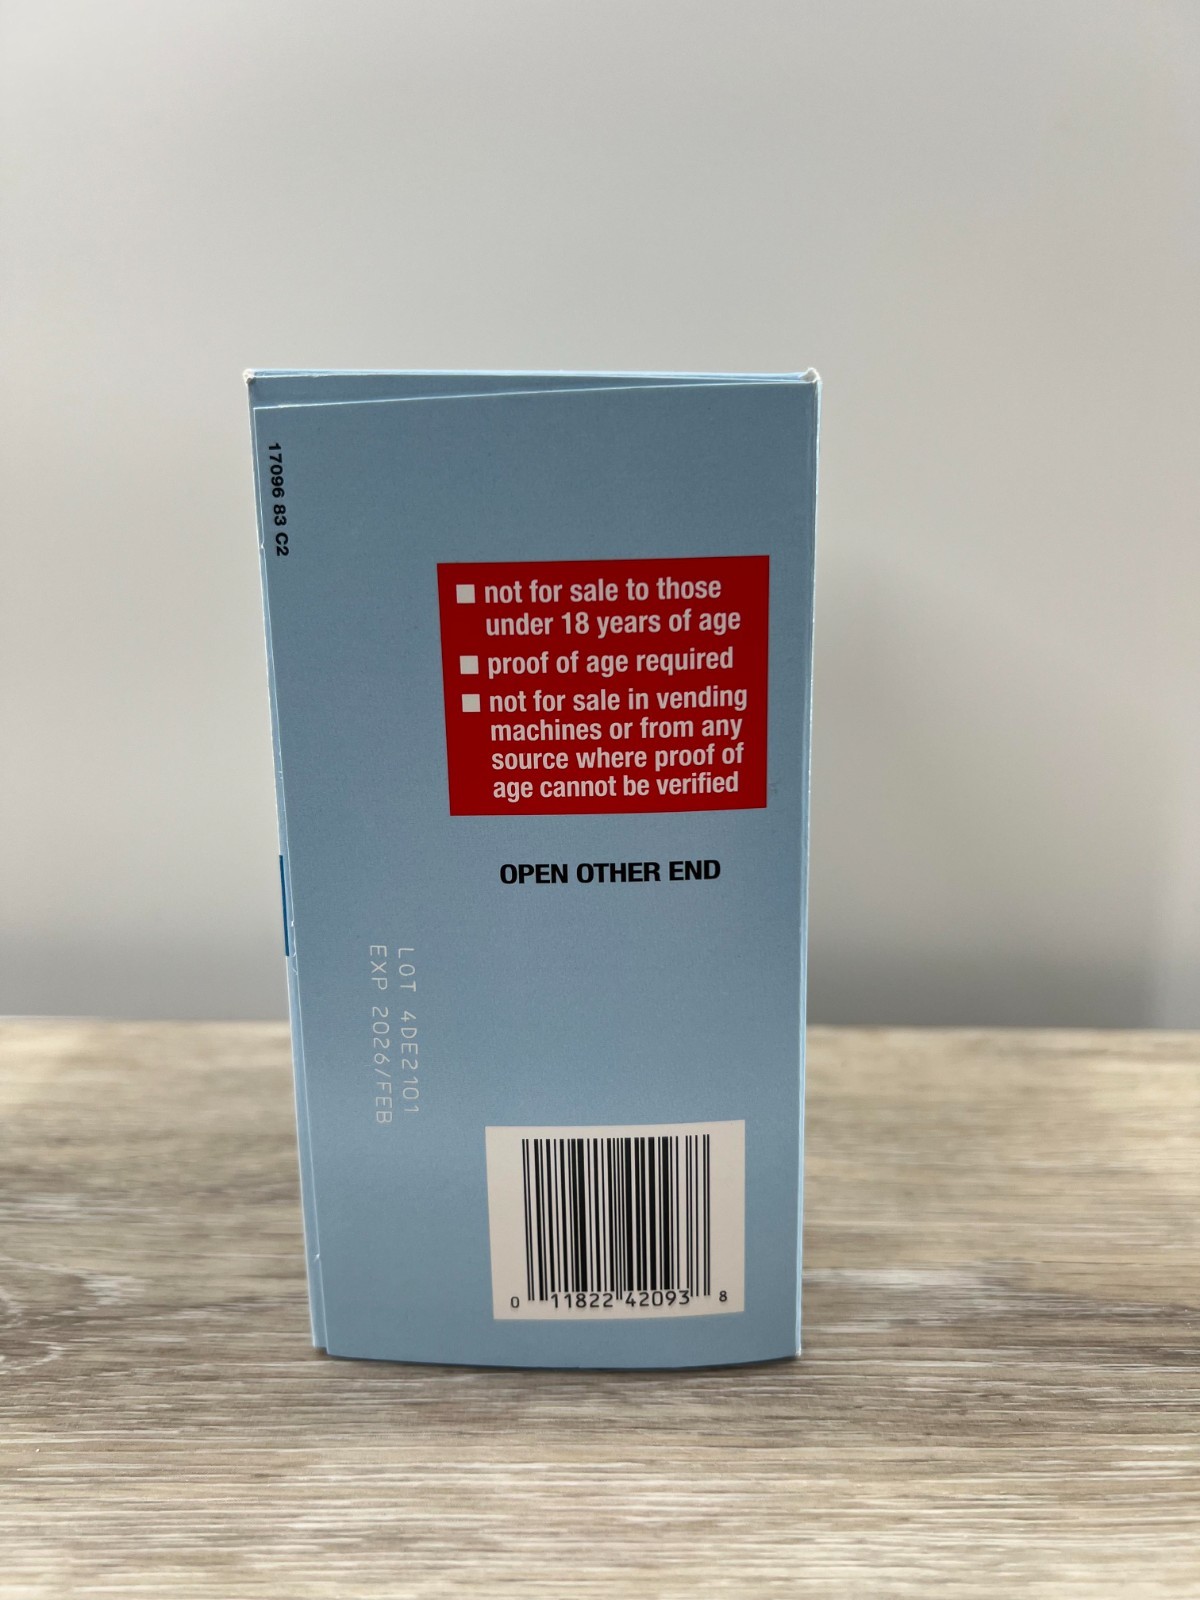 17096 83 C2
■ not for sale to those
under 18 years of age
■ proof of age required
■ not for sale in vending
machines or from any
source where proof of
age cannot be verified
OPEN OTHER END
LOT 4DE2101
EXP 2026/FEB
0 11822 42093 8